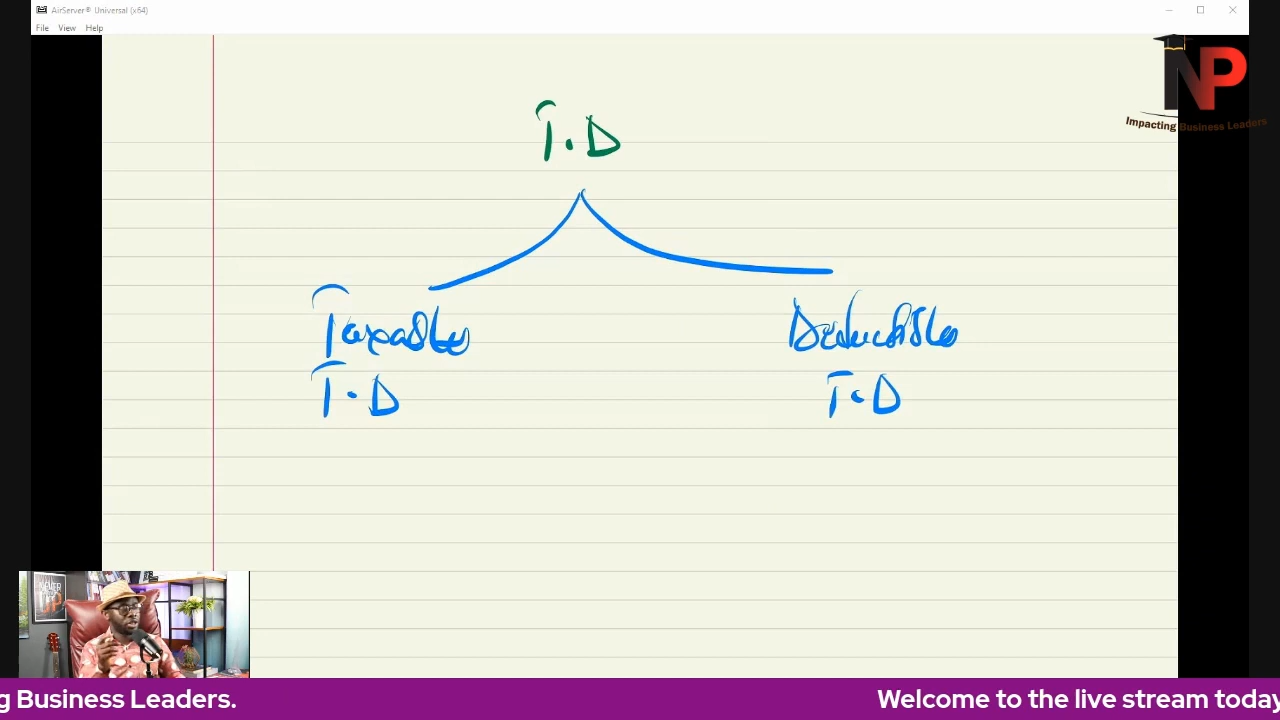 AirServer® Universal (x64)
File View Help
NP
Impacting Business Leaders
T.D
Taxable Deductible
T.D T.D
g Business Leaders. Welcome to the live stream today